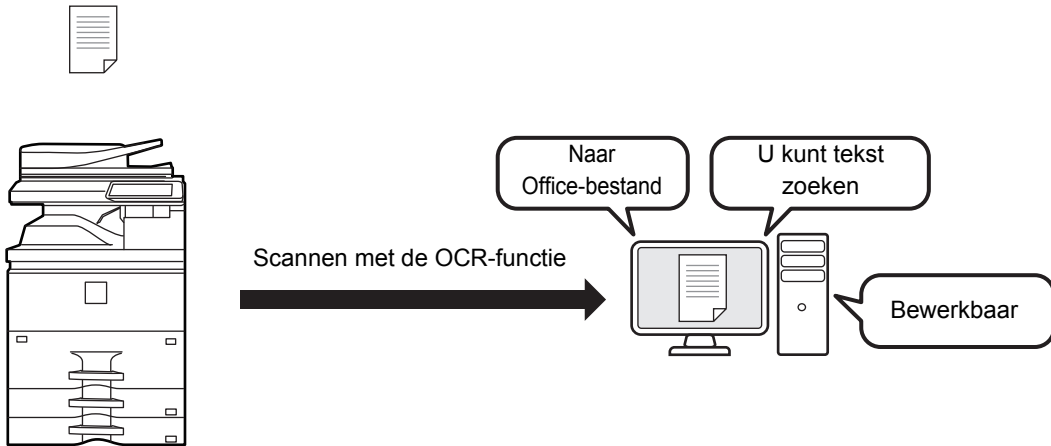 Naar
Office-bestand
U kunt tekst
zoeken
Scannen met de OCR-functie
Bewerkbaar